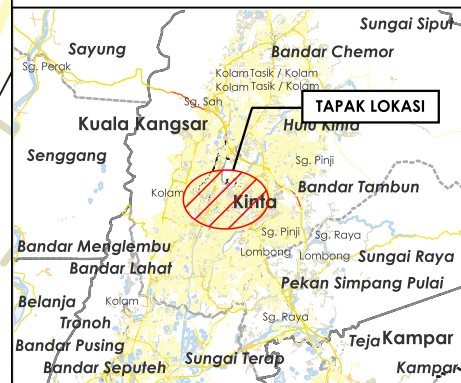 Sungai Siput
Sayung
Bandar Chemor
Sg. Perak
Kolam Tasik / Kolam
Kolam Tasik / Kolam
Sg. Sah
TAPAK LOKASI
Kuala Kangsar
Hulu Kinta
Senggang
Sg. Pinji
Kolam
Bandar Tambun
Kinta
Sg. Pinji
Sg. Raya
Bandar Menglembu
Lombong
Lombong
Sungai Raya
Bandar Lahat
Pekan Simpang Pulai
Belanja
Kolam
Tronoh
Sg. Raya
Bandar Pusing
Teja
Kampar
Sungai Terap
Bandar Seputeh
Kampar